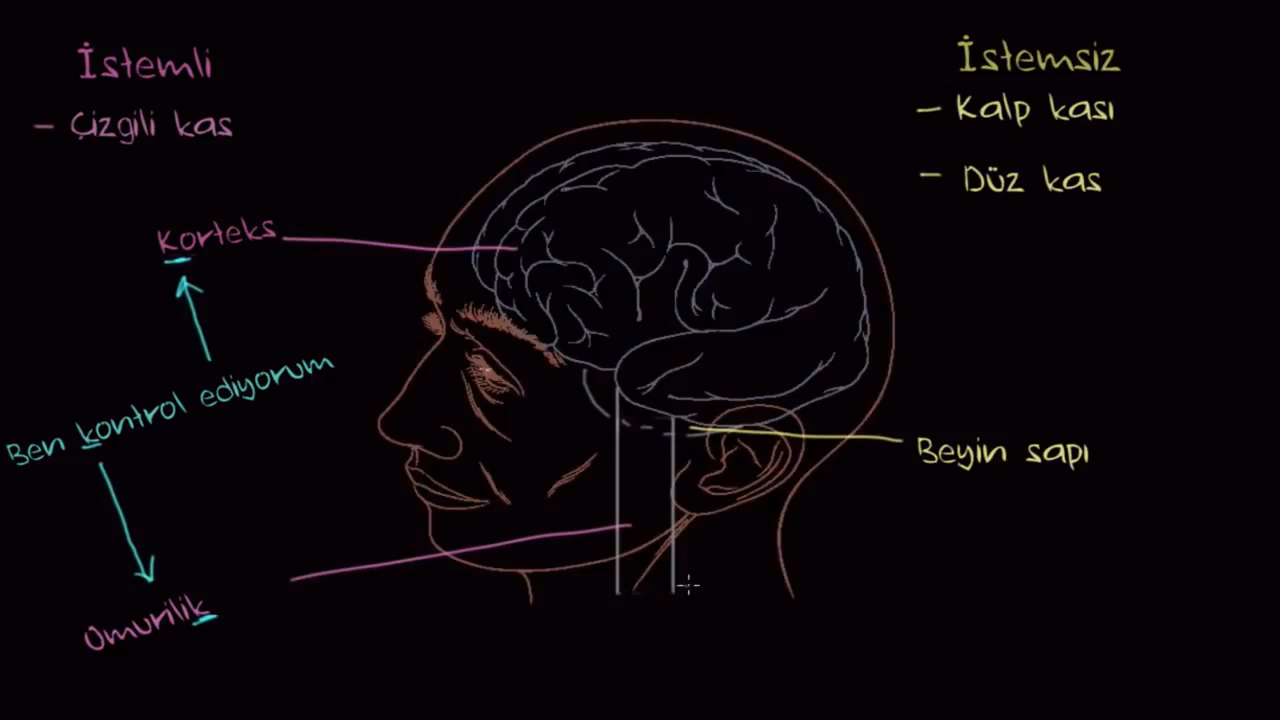 İstemli
- Çizgili kas
Korteks
Ben kontrol ediyorum
omurilik
İstemsiz
- Kalp kası
- Düz kas
Beyin sapı